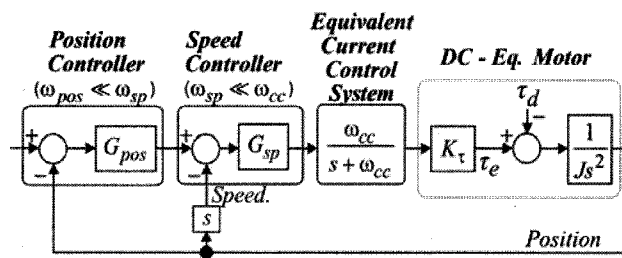 Position
Controller
(ω_pos ≪ ω_sp)
Speed
Controller
(ω_sp ≪ ω_cc)
Equivalent
Current
Control
System
DC - Eq. Motor
+
−
G_pos
+
−
G_sp
ω_cc
s + ω_cc
K_τ
τ_e
τ_d
+
−
1
Js²
Speed.
s
Position